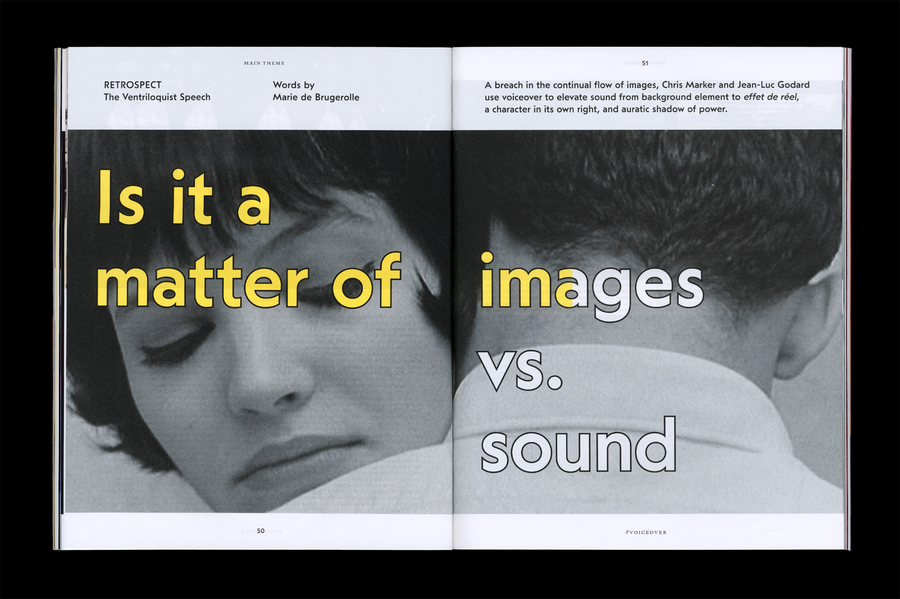 MAIN THEME
RETROSPECT
The Ventriloquist Speech
Words by
Marie de Brugerolle
Is it a
matter of
50
51
A breach in the continual flow of images, Chris Marker and Jean-Luc Godard
use voiceover to elevate sound from background element to effet de réel,
a character in its own right, and auratic shadow of power.
images
vs.
sound
#VOICEOVER